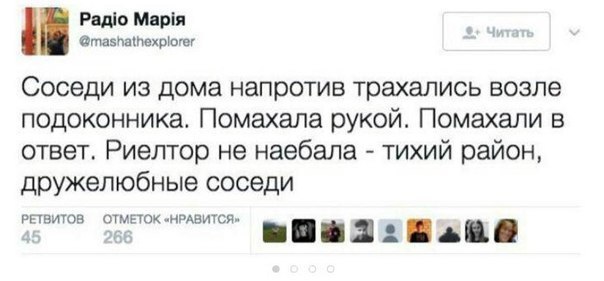 Радіо Марія
@mashathexplorer
Читать
Соседи из дома напротив трахались возле
подоконника. Помахала рукой. Помахали в
ответ. Риелтор не наебала - тихий район,
дружелюбные соседи
РЕТВИТОВ ОТМЕТОК «НРАВИТСЯ»
45 266